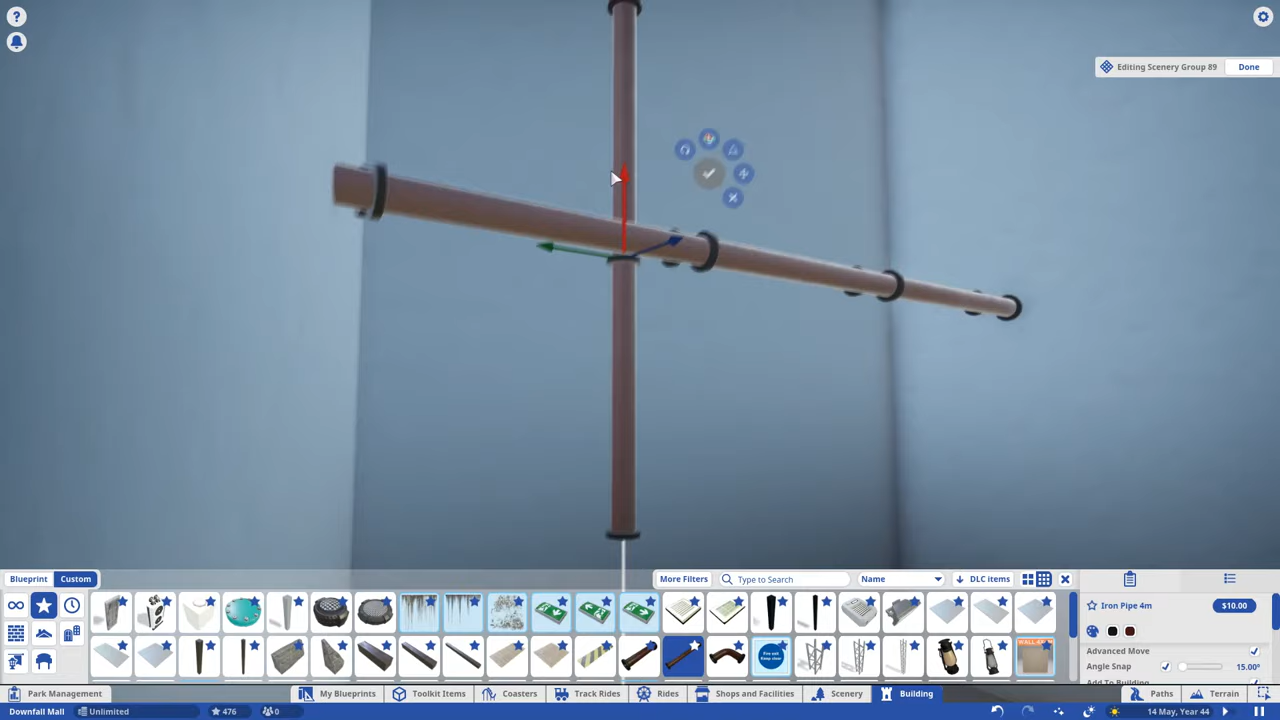 ?
Editing Scenery Group 89 Done
Blueprint Custom More Filters Type to Search Name DLC items
Iron Pipe 4m $10.00
Advanced Move
Angle Snap 15.00°
Park Management My Blueprints Toolkit Items Coasters Track Rides Rides Shops and Facilities Scenery Building Paths Terrain
Downfall Mall Unlimited 476 0 14 May, Year 44